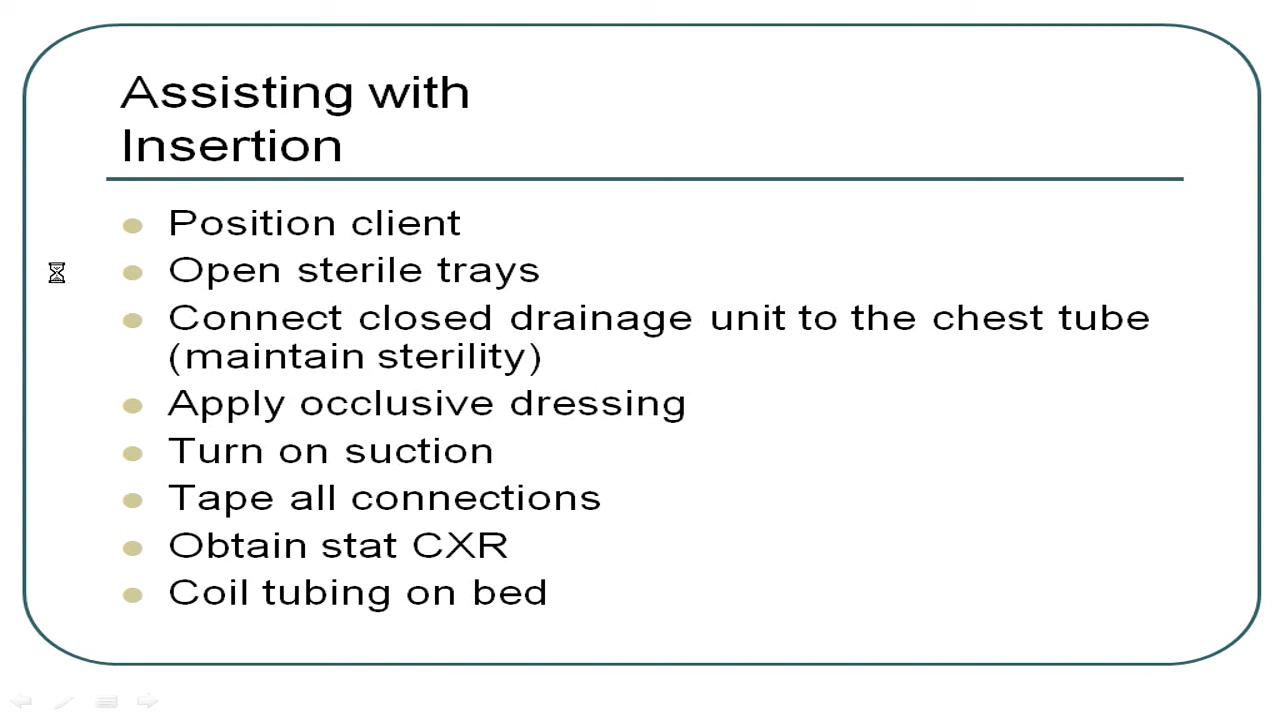 Assisting with
Insertion
Position client
Open sterile trays
Connect closed drainage unit to the chest tube
(maintain sterility)
Apply occlusive dressing
Turn on suction
Tape all connections
Obtain stat CXR
Coil tubing on bed